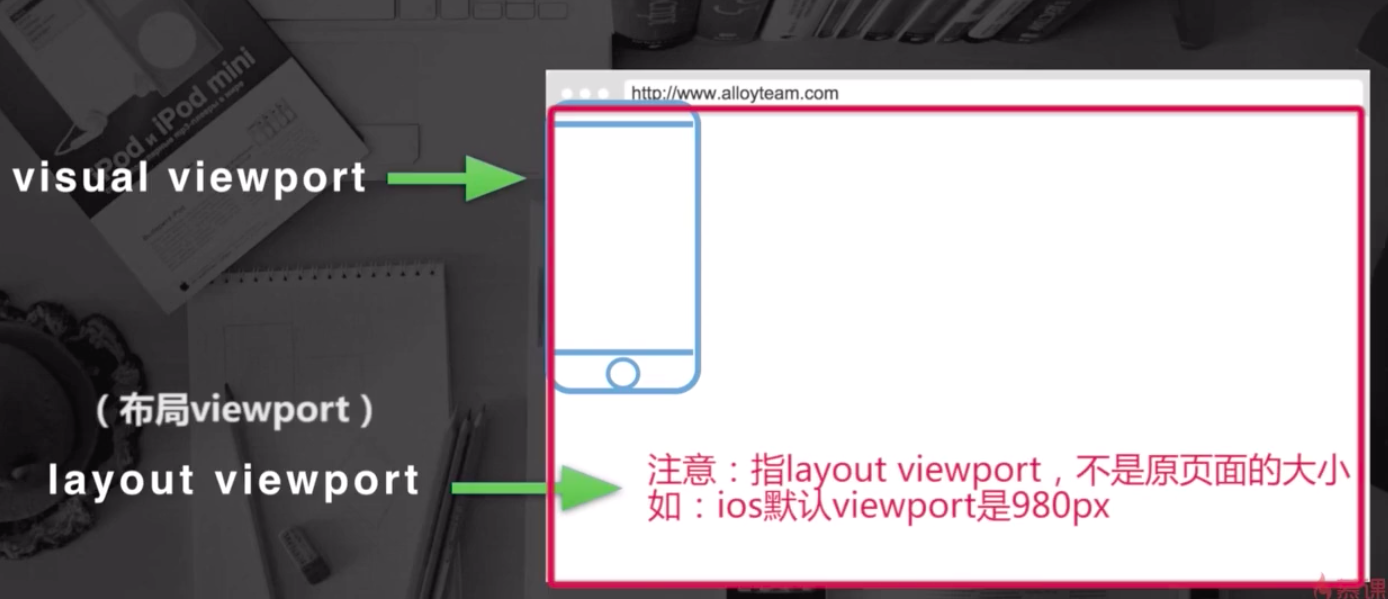 iPod и iPod mini
http://www.alloyteam.com
visual viewport
（布局viewport）
layout viewport
注意：指layout viewport，不是原页面的大小
如：ios默认viewport是980px
慕课